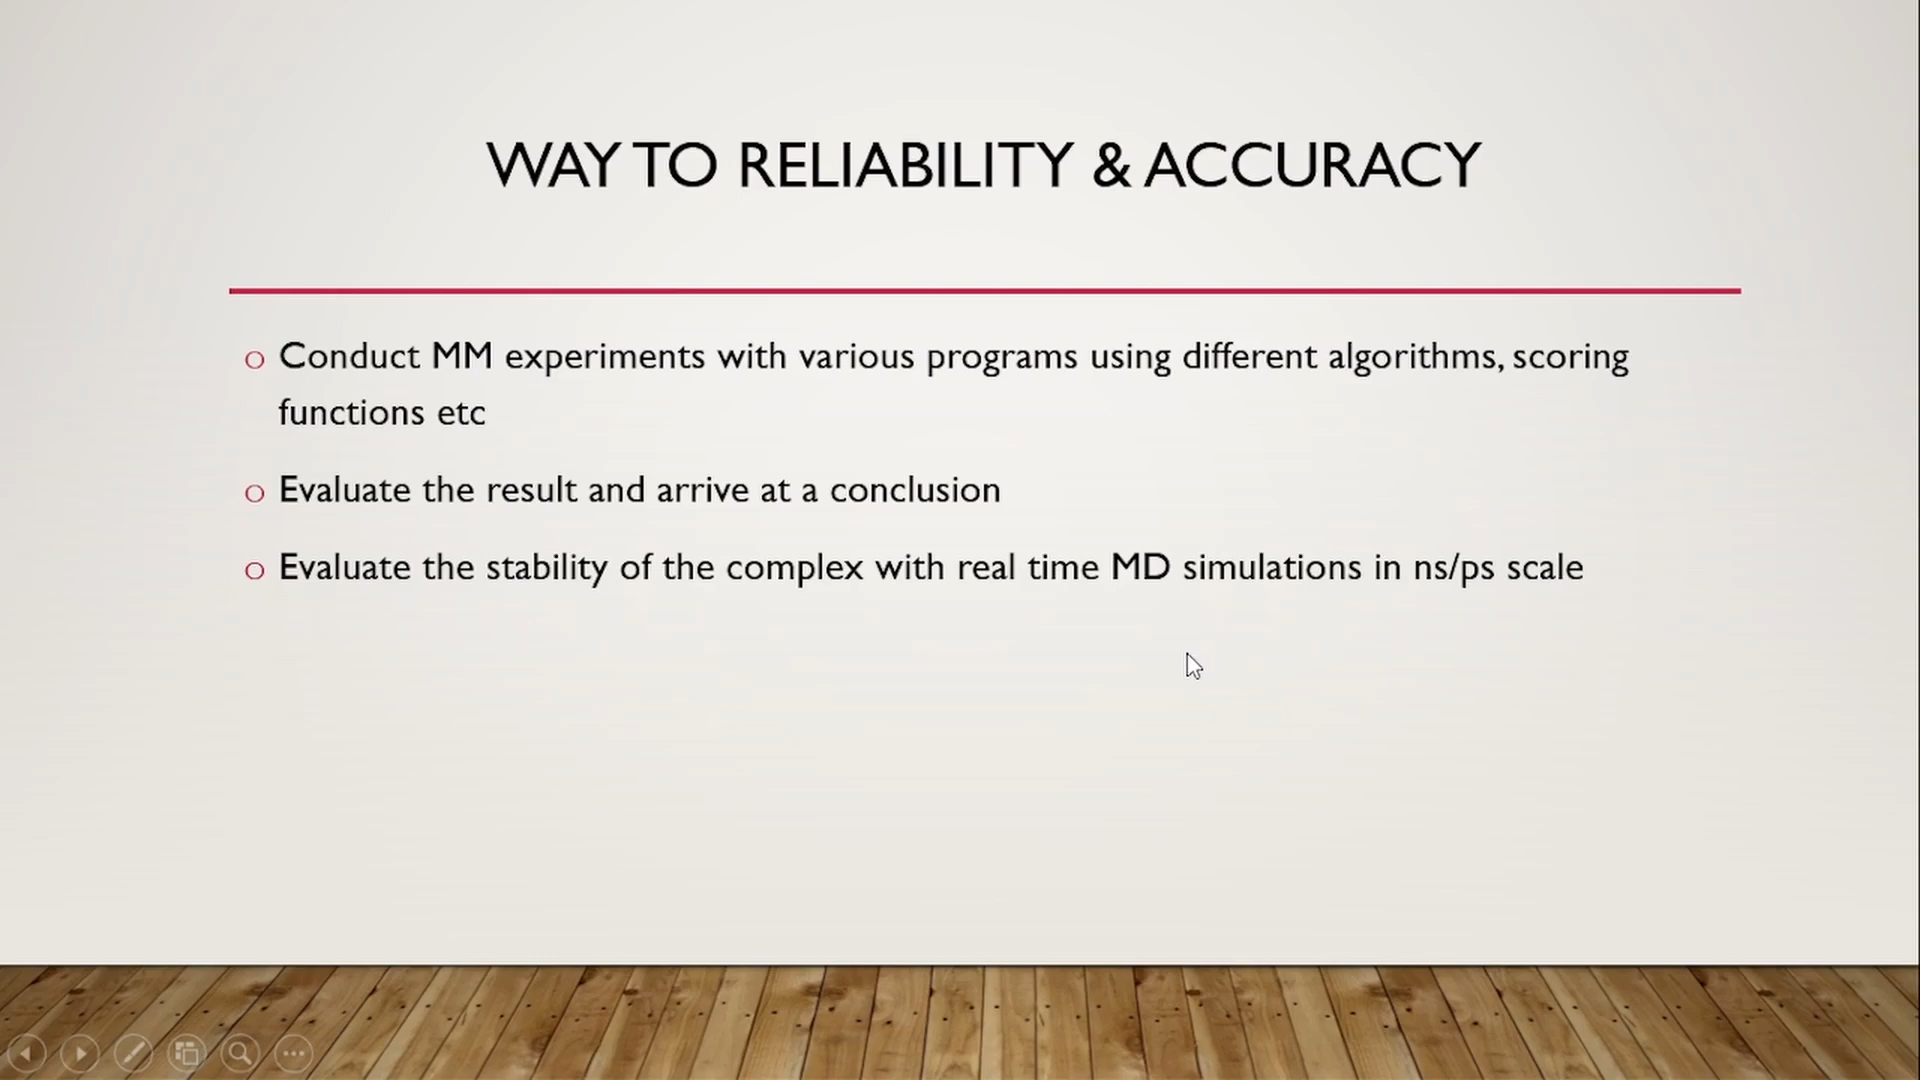 WAY TO RELIABILITY & ACCURACY
Conduct MM experiments with various programs using different algorithms, scoring
functions etc
Evaluate the result and arrive at a conclusion
Evaluate the stability of the complex with real time MD simulations in ns/ps scale